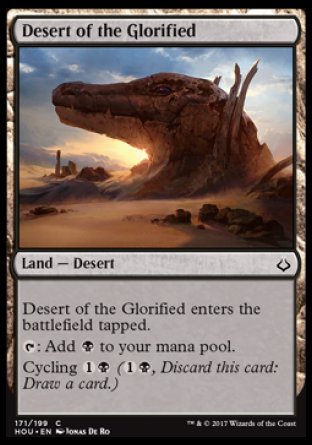 Desert of the Glorified
Land — Desert
Desert of the Glorified enters the
battlefield tapped.
: Add to your mana pool.
Cycling 1 (1, Discard this card:
Draw a card.)
171/199 C
HOU • EN Jonas De Ro
™ & © 2017 Wizards of the Coast